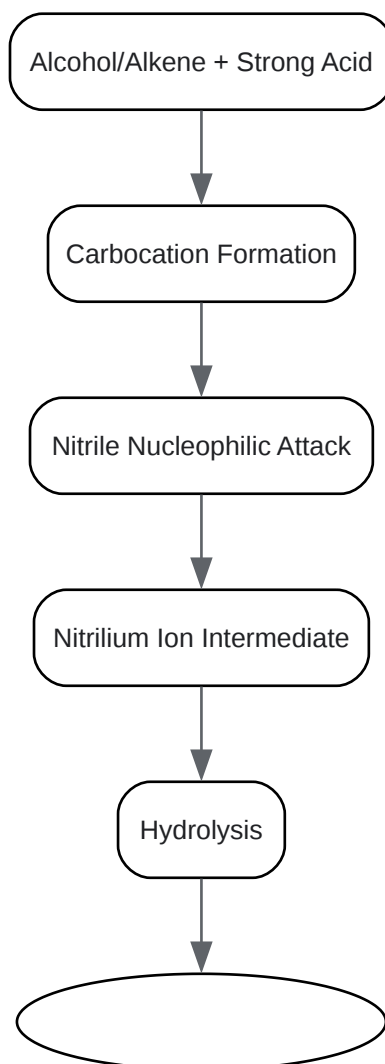 Alcohol/Alkene + Strong Acid
Carbocation Formation
Nitrile Nucleophilic Attack
Nitrilium Ion Intermediate
Hydrolysis